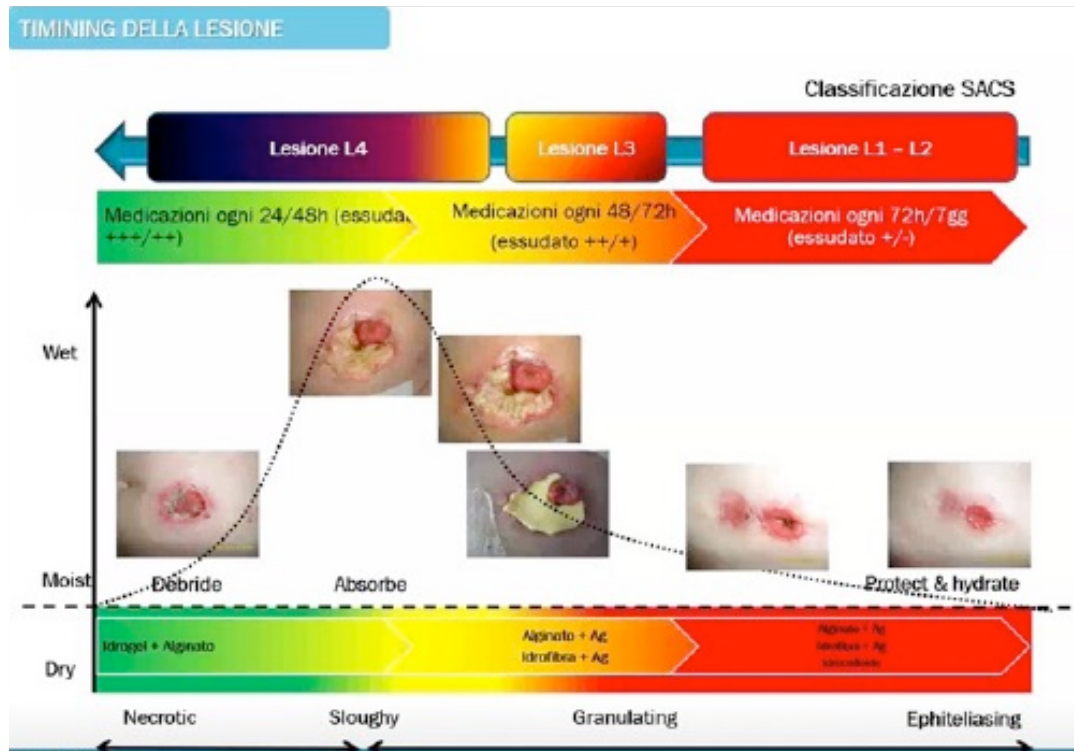 TIMINING DELLA LESIONE
Classificazione SACS
Lesione L4
Lesione L3
Lesione L1 – L2
Medicazioni ogni 24/48h (essudat
+++/++)
Medicazioni ogni 48/72h
(essudato ++/+)
Medicazioni ogni 72h/7gg
(essudato +/-)
Wet
Moist
Debride
Absorbe
Protect & hydrate
Idrogel + Alginato
Alginato + Ag
Idrofibra + Ag
Alginato + Ag
Idrofibra + Ag
Idrocolloide
Dry
Necrotic
Sloughy
Granulating
Ephiteliasing